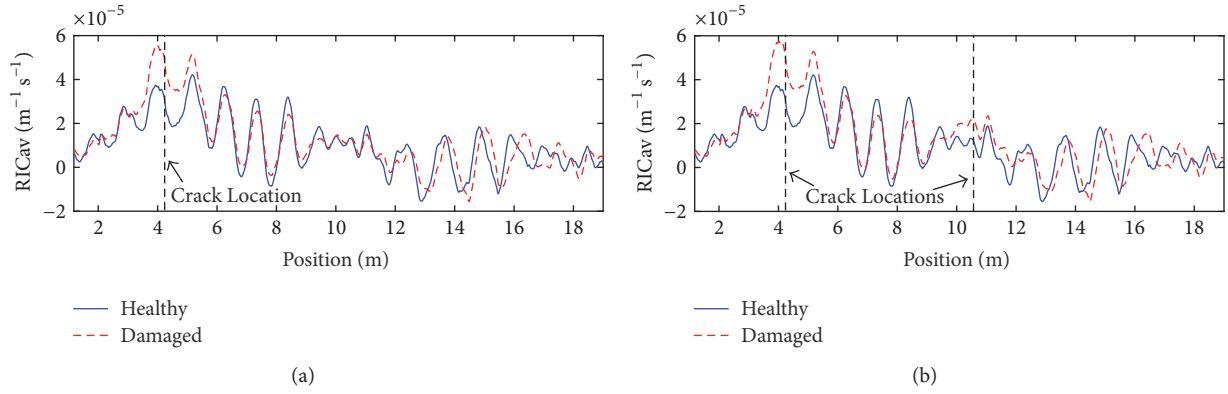 ×10⁻⁵
6
4
2
0
−2
RICav (m⁻¹ s⁻¹)
Crack Location
2 4 6 8 10 12 14 16 18
Position (m)
Healthy
Damaged
(a)
×10⁻⁵
6
4
2
0
−2
RICav (m⁻¹ s⁻¹)
Crack Locations
2 4 6 8 10 12 14 16 18
Position (m)
Healthy
Damaged
(b)